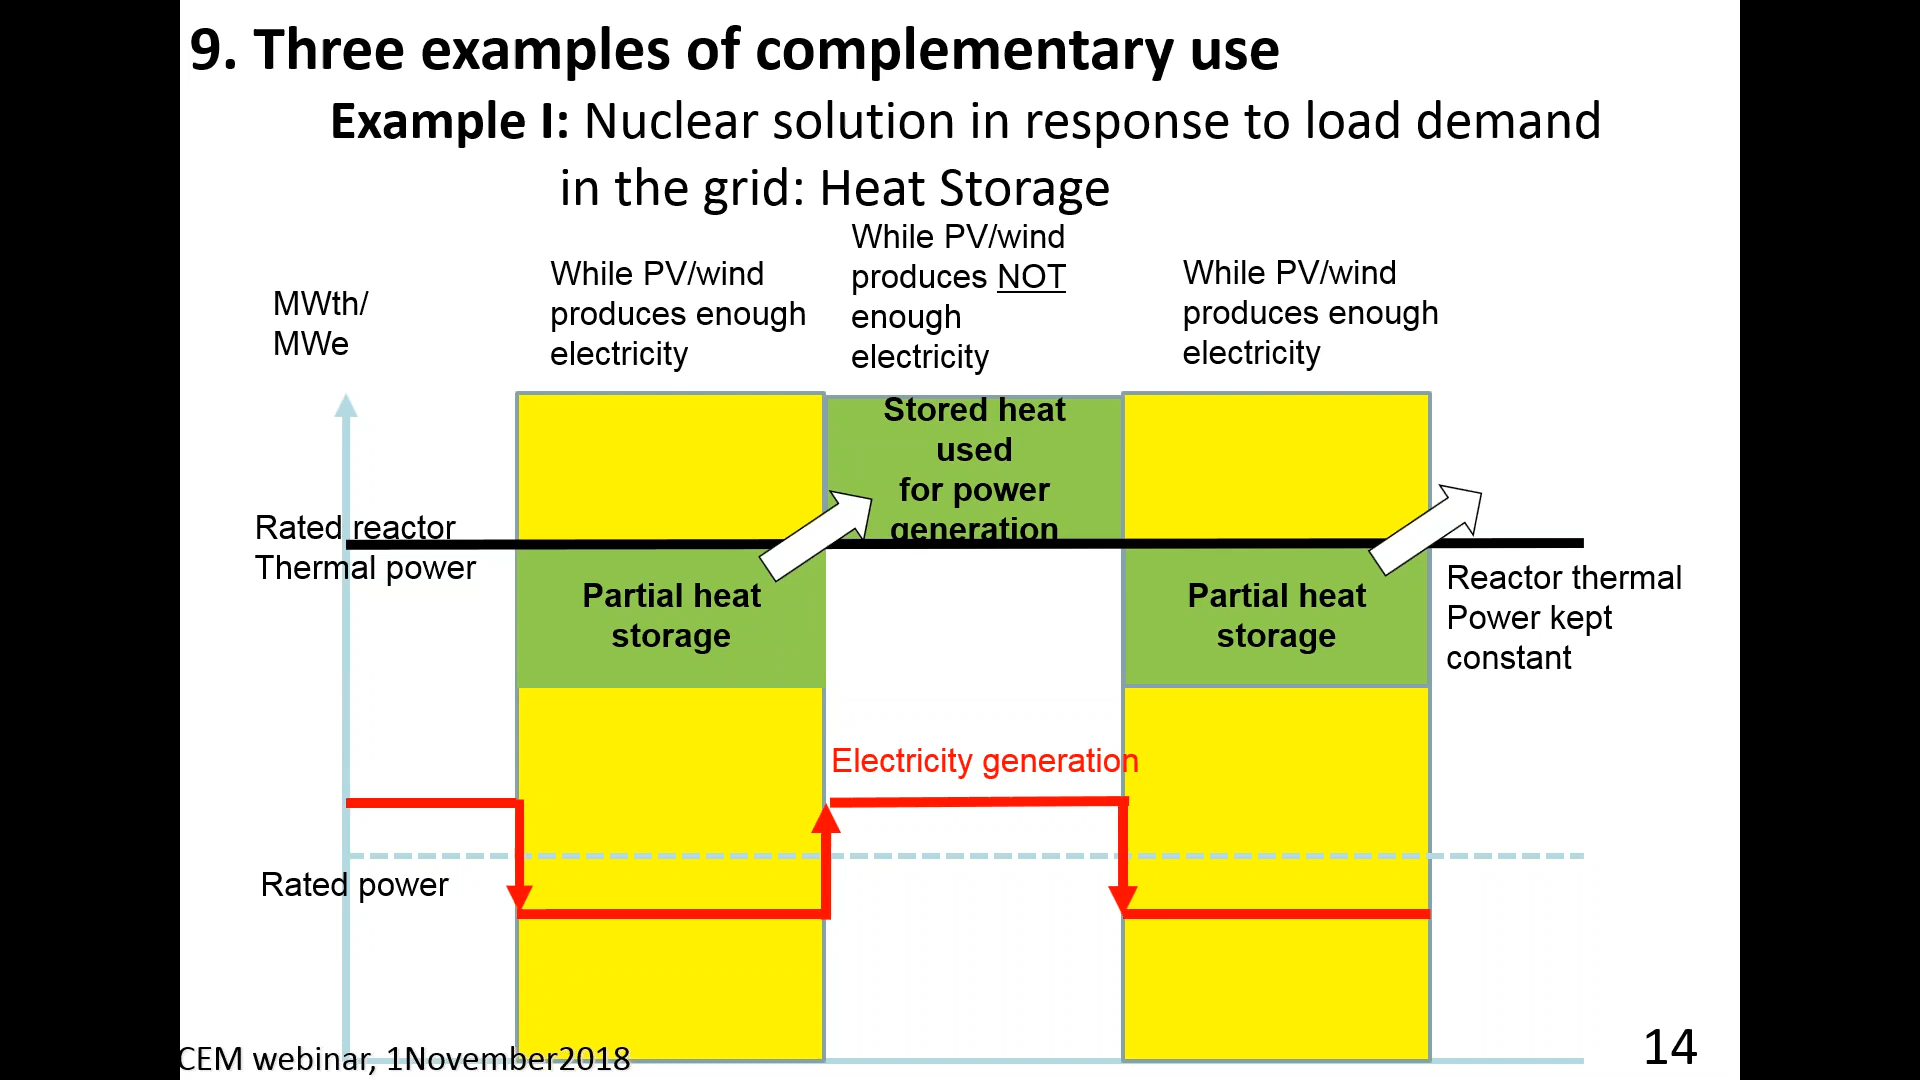 9. Three examples of complementary use
Example I: Nuclear solution in response to load demand
in the grid: Heat Storage
MWth/
MWe
While PV/wind
produces enough
electricity
While PV/wind
produces NOT
enough
electricity
While PV/wind
produces enough
electricity
Stored heat
used
for power
generation
Rated reactor
Thermal power
Partial heat
storage
Partial heat
storage
Reactor thermal
Power kept
constant
Electricity generation
Rated power
CEM webinar, 1November2018
14